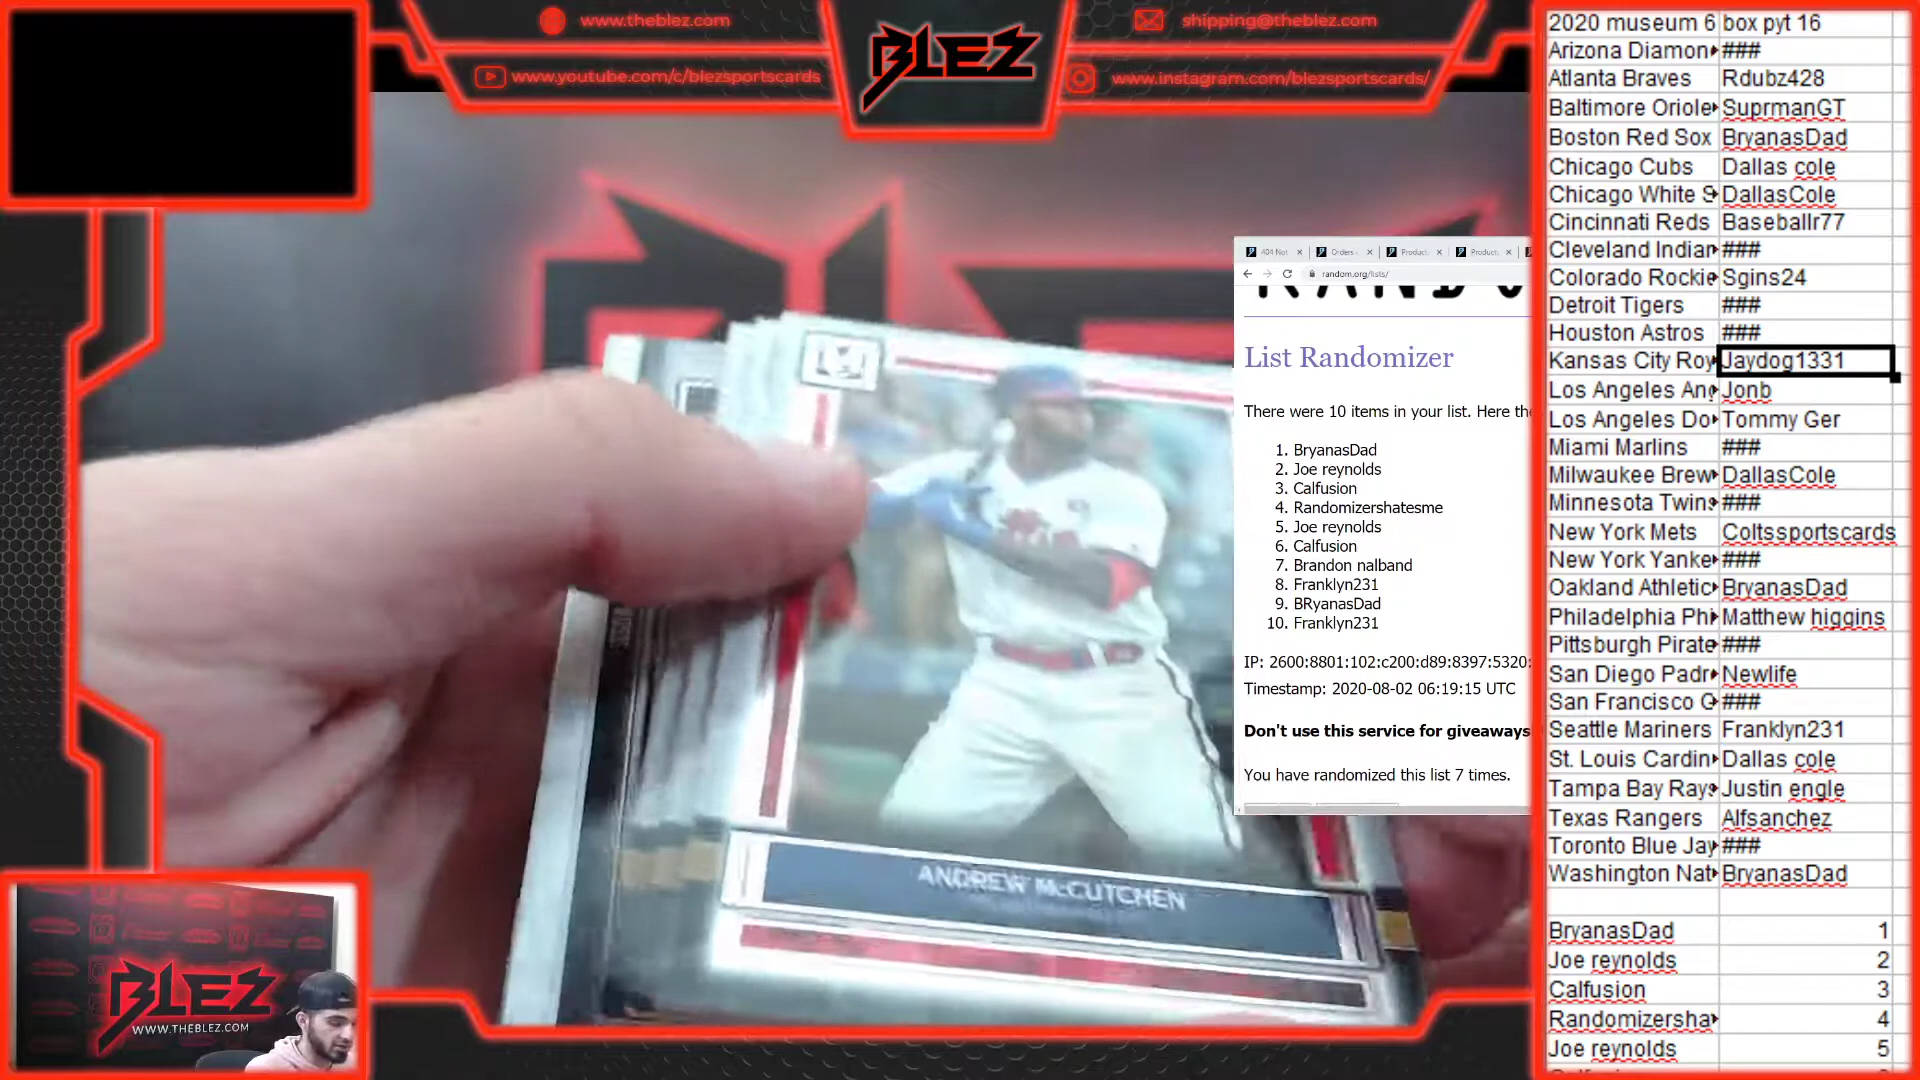 www.theblez.com
www.youtube.com/c/blezsportscards
BLEZ
shipping@theblez.com
www.instagram.com/blezsportscards/
404 Not
Orders
Product
Product
random.org/lists/
List Randomizer
There were 10 items in your list. Here the
1. BryanasDad
2. Joe reynolds
3. Calfusion
4. Randomizershatesme
5. Joe reynolds
6. Calfusion
7. Brandon nalband
8. Franklyn231
9. BRyanasDad
10. Franklyn231
IP: 2600:8801:102:c200:d89:8397:5320:
Timestamp: 2020-08-02 06:19:15 UTC
Don't use this service for giveaways
You have randomized this list 7 times.
ANDREW McCUTCHEN
BLEZ
WWW.THEBLEZ.COM
2020 museum 6 box pyt 16
Arizona Diamon ###
Atlanta Braves Rdubz428
Baltimore Oriole SuprmanGT
Boston Red Sox BryanasDad
Chicago Cubs Dallas cole
Chicago White S DallasCole
Cincinnati Reds Baseballr77
Cleveland Indian ###
Colorado Rockie Sgins24
Detroit Tigers ###
Houston Astros ###
Kansas City Roy Jaydog1331
Los Angeles Ang Jonb
Los Angeles Do Tommy Ger
Miami Marlins ###
Milwaukee Brew DallasCole
Minnesota Twins ###
New York Mets Coltssportscards
New York Yanke ###
Oakland Athletic BryanasDad
Philadelphia Phi Matthew higgins
Pittsburgh Pirate ###
San Diego Padr Newlife
San Francisco G ###
Seattle Mariners Franklyn231
St. Louis Cardin Dallas cole
Tampa Bay Rays Justin engle
Texas Rangers Alfsanchez
Toronto Blue Jay ###
Washington Nat BryanasDad
BryanasDad 1
Joe reynolds 2
Calfusion 3
Randomizersha 4
Joe reynolds 5